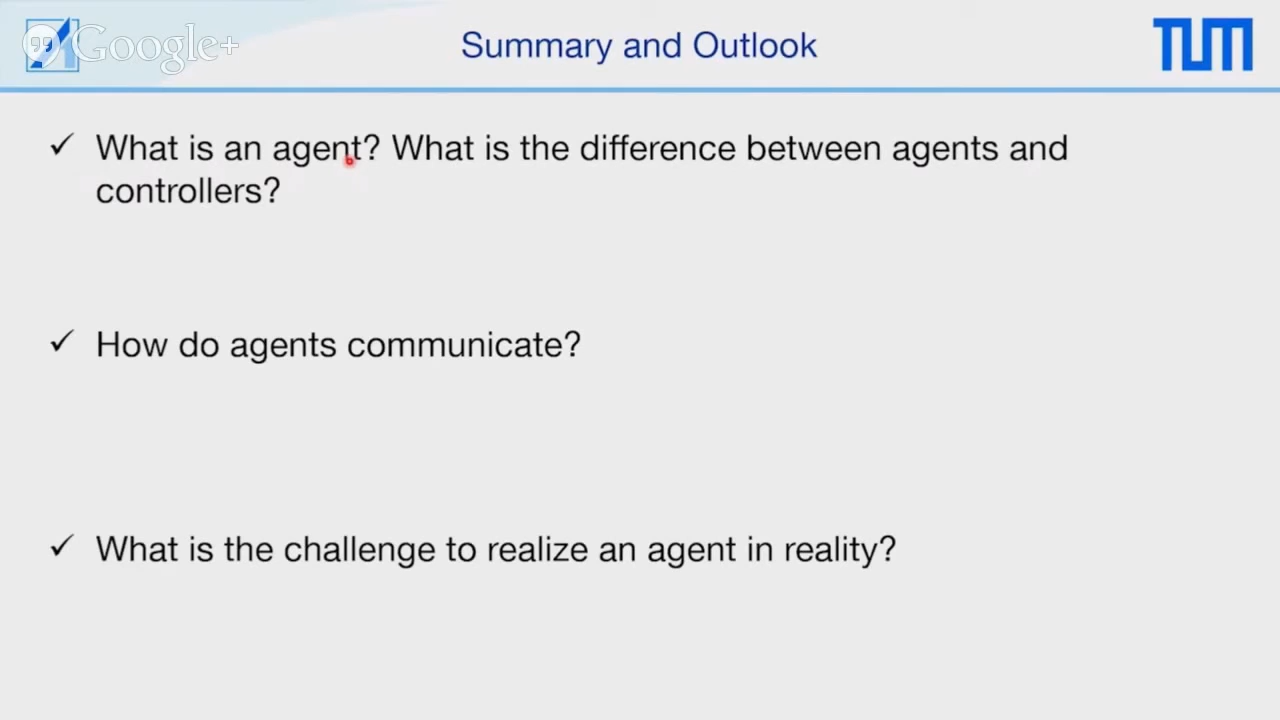 Google+
Summary and Outlook
TUM
✓ What is an agent? What is the difference between agents and
controllers?
✓ How do agents communicate?
✓ What is the challenge to realize an agent in reality?